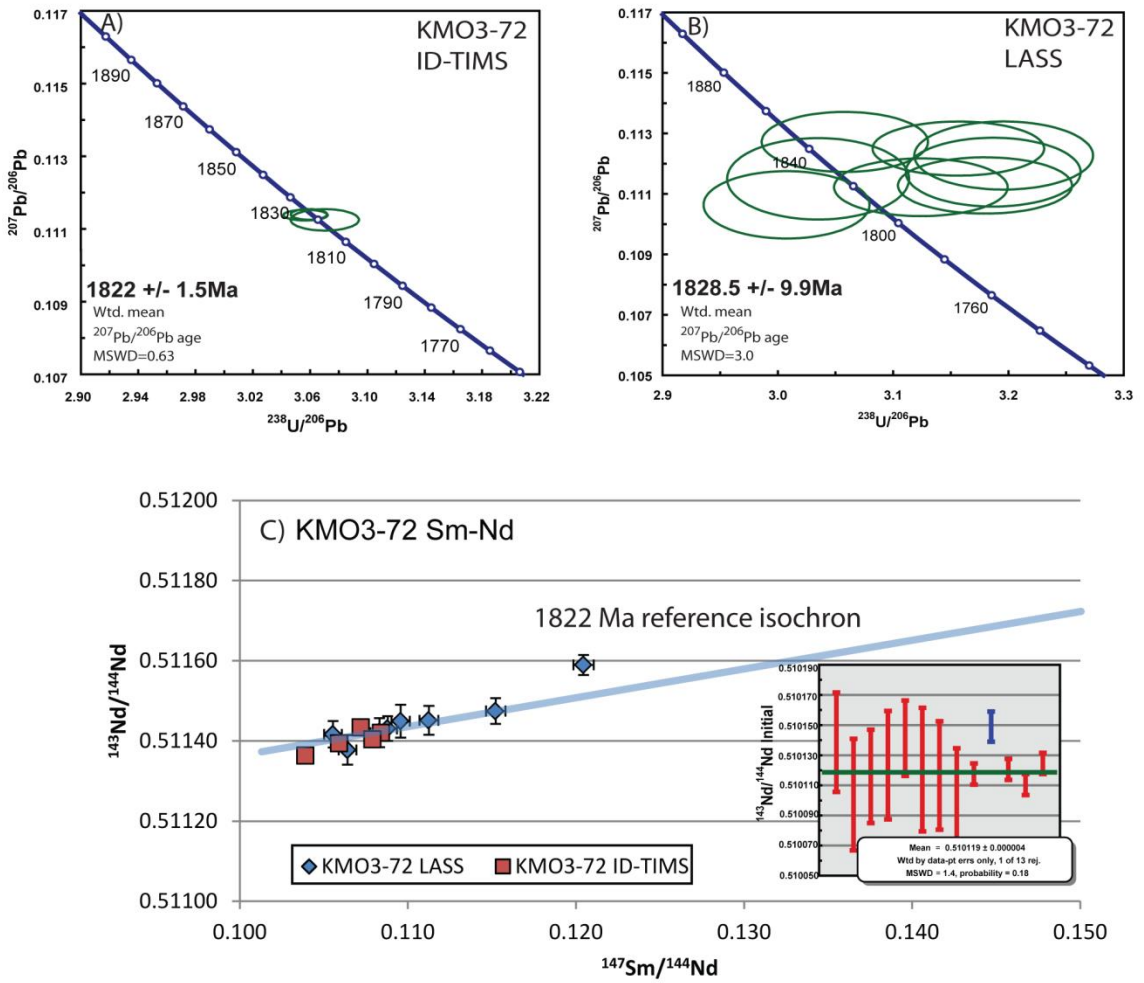 A)
KMO3-72
ID-TIMS
0.117
0.115
0.113
0.111
0.109
0.107
207Pb/206Pb
1890
1870
1850
1830
1810
1790
1770
1822 +/- 1.5Ma
Wtd. mean
207Pb/206Pb age
MSWD=0.63
2.90
2.94
2.98
3.02
3.06
3.10
3.14
3.18
3.22
238U/206Pb
B)
KMO3-72
LASS
0.117
0.115
0.113
0.111
0.109
0.107
0.105
207Pb/206Pb
1880
1840
1800
1760
1828.5 +/- 9.9Ma
Wtd. mean
207Pb/206Pb age
MSWD=3.0
2.9
3.0
3.1
3.2
3.3
238U/206Pb
C) KMO3-72 Sm-Nd
0.51200
0.51180
0.51160
0.51140
0.51120
0.51100
143Nd/144Nd
1822 Ma reference isochron
KMO3-72 LASS
KMO3-72 ID-TIMS
0.100
0.110
0.120
0.130
0.140
0.150
147Sm/144Nd
143Nd/144Nd Initial
0.510190
0.510170
0.510150
0.510130
0.510110
0.510090
0.510070
0.510050
Mean = 0.510119 ± 0.000004
Wtd by data-pt errs only, 1 of 13 rej.
MSWD = 1.4, probability = 0.18